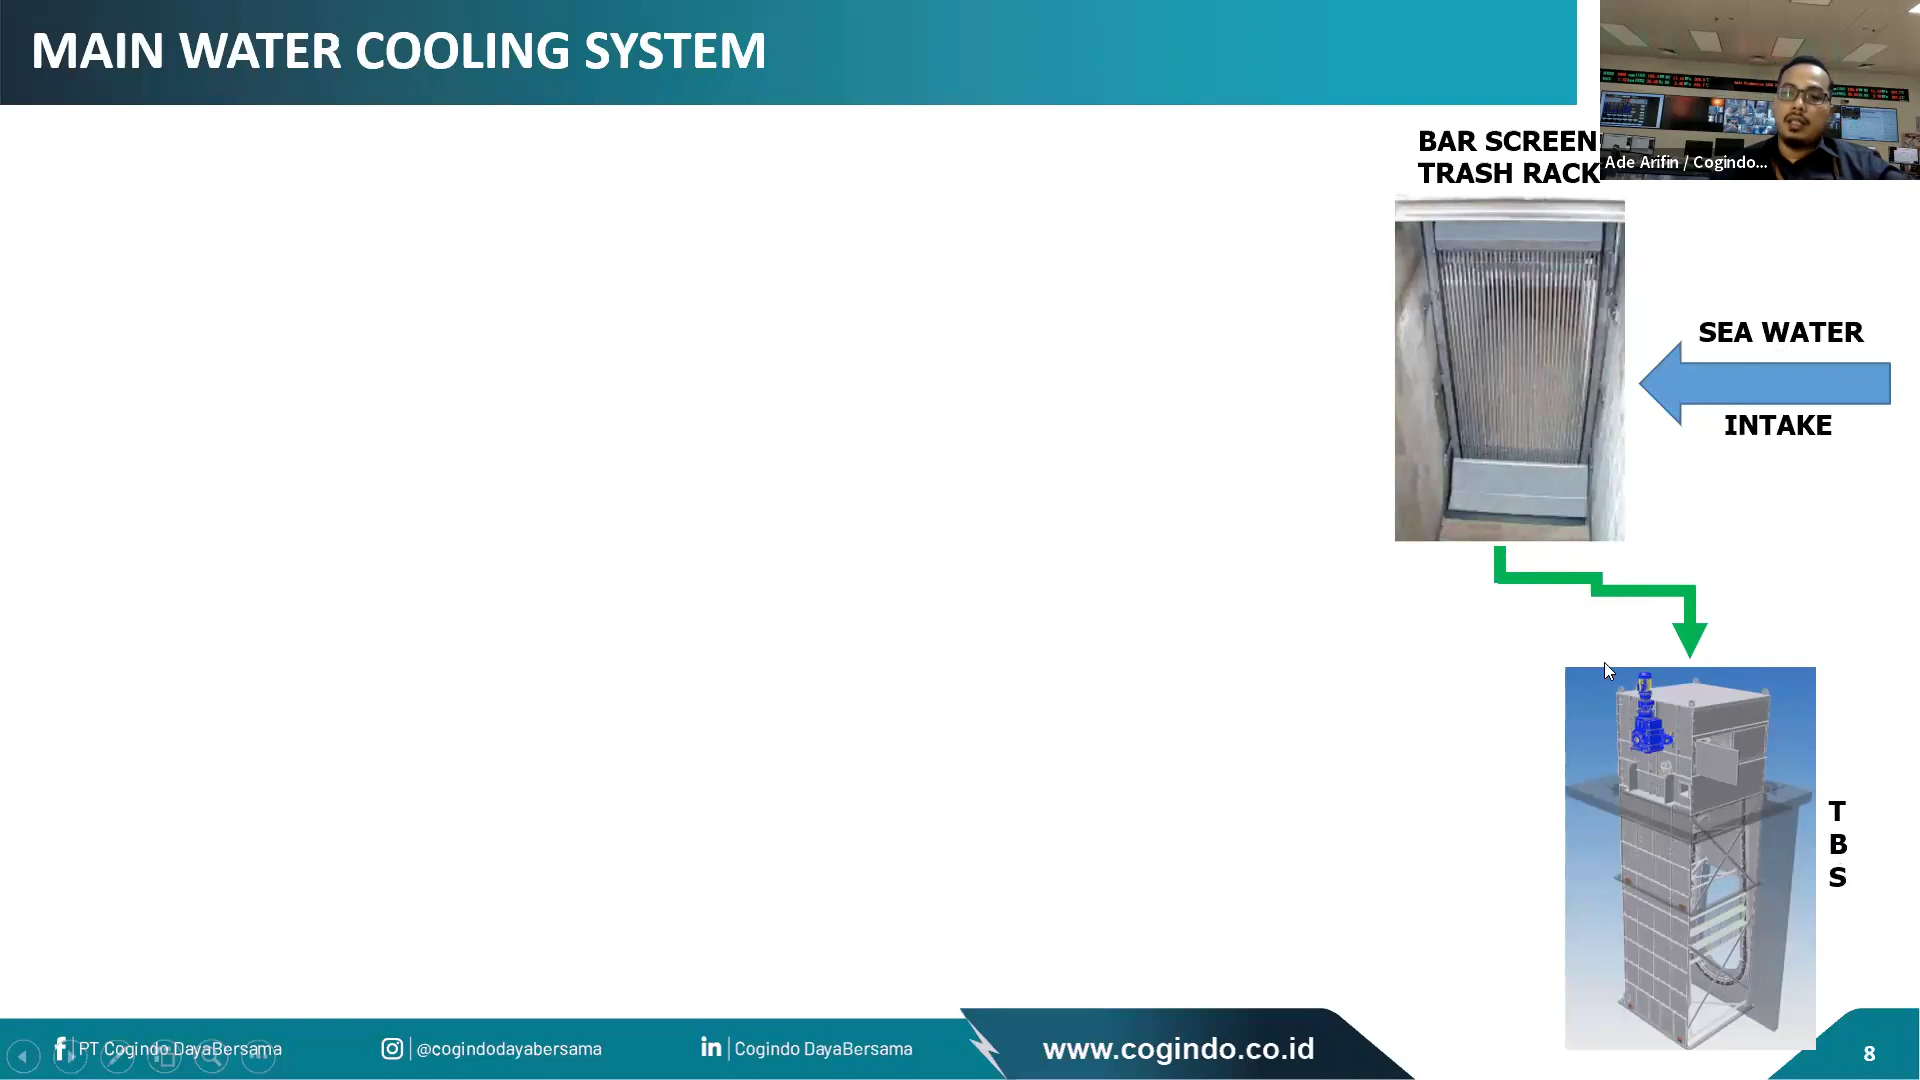 MAIN WATER COOLING SYSTEM
BAR SCREEN
TRASH RACK
Ade Arifin / Cogindo...
SEA WATER
INTAKE
T
B
S
PT Cogindo DayaBersama
@cogindodayabersama
Cogindo DayaBersama
www.cogindo.co.id
8